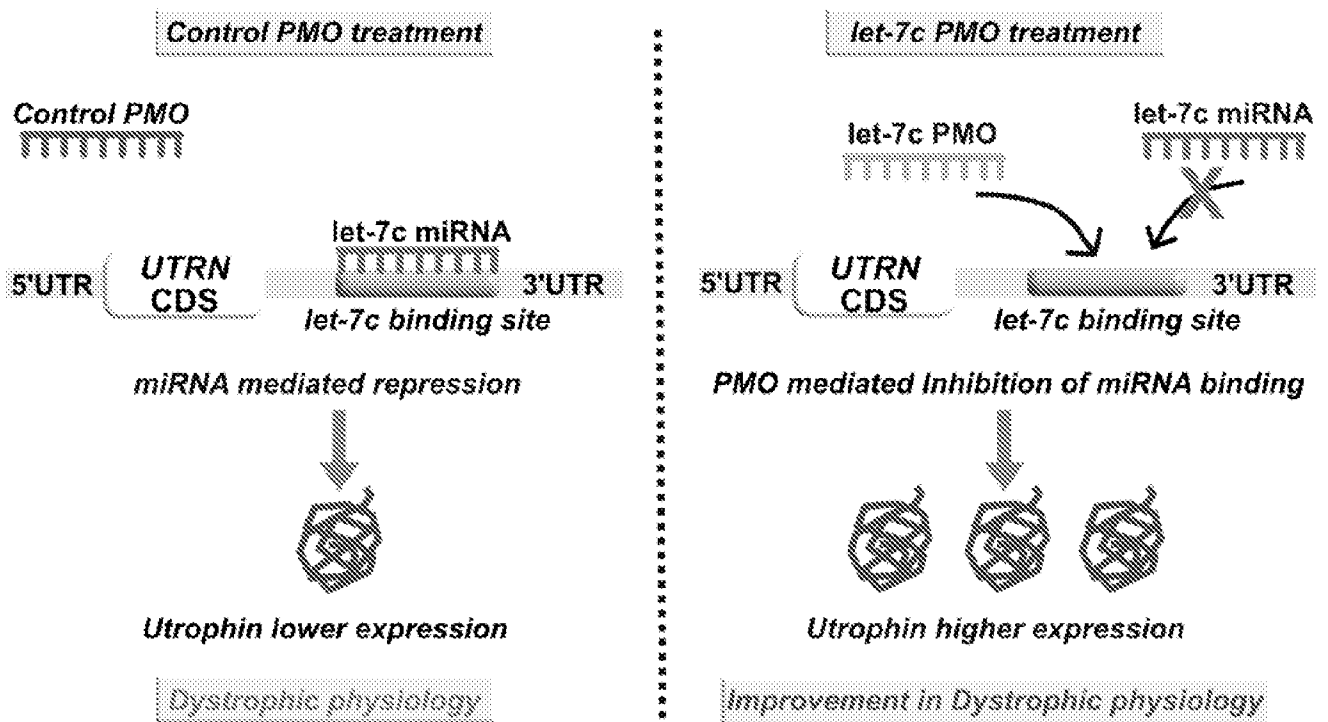 Control PMO treatment
Control PMO
let-7c miRNA
5'UTR
UTRN
CDS
3'UTR
let-7c binding site
miRNA mediated repression
Utrophin lower expression
Dystrophic physiology
let-7c PMO treatment
let-7c PMO
let-7c miRNA
5'UTR
UTRN
CDS
3'UTR
let-7c binding site
PMO mediated Inhibition of miRNA binding
Utrophin higher expression
Improvement in Dystrophic physiology